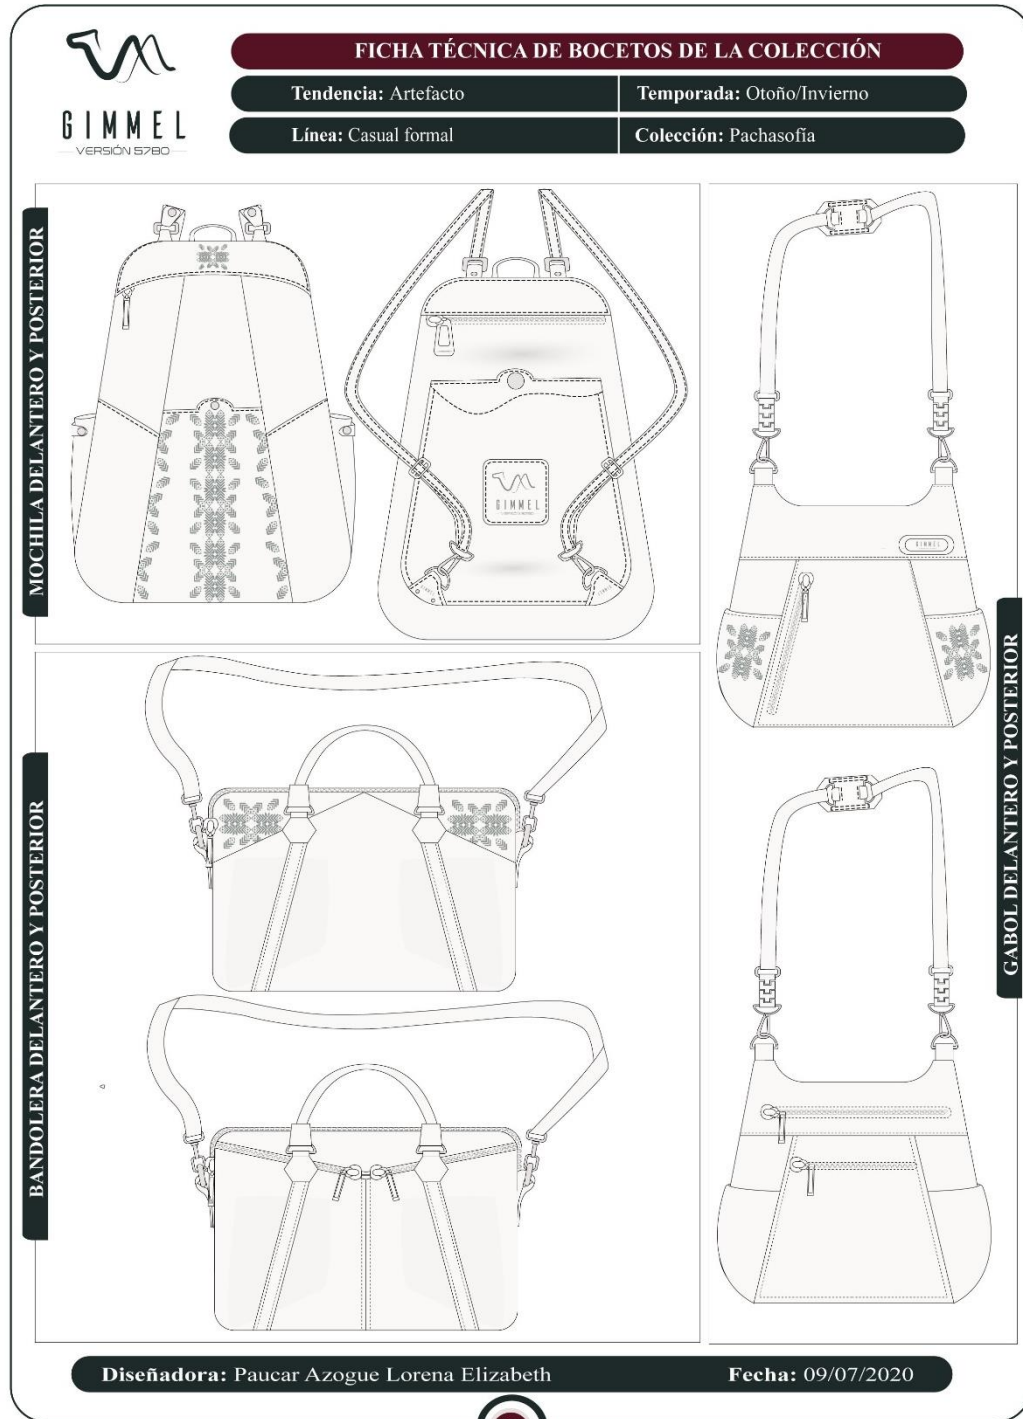 GIMMEL
VERSIÓN 5780
FICHA TÉCNICA DE BOCETOS DE LA COLECCIÓN
Tendencia: Artefacto
Temporada: Otoño/Invierno
Línea: Casual formal
Colección: Pachasofía
MOCHILA DELANTERO Y POSTERIOR
GIMMEL
GIMMEL
GABOL DELANTERO Y POSTERIOR
BANDOLERA DELANTERO Y POSTERIOR
Diseñadora: Paucar Azogue Lorena Elizabeth
Fecha: 09/07/2020